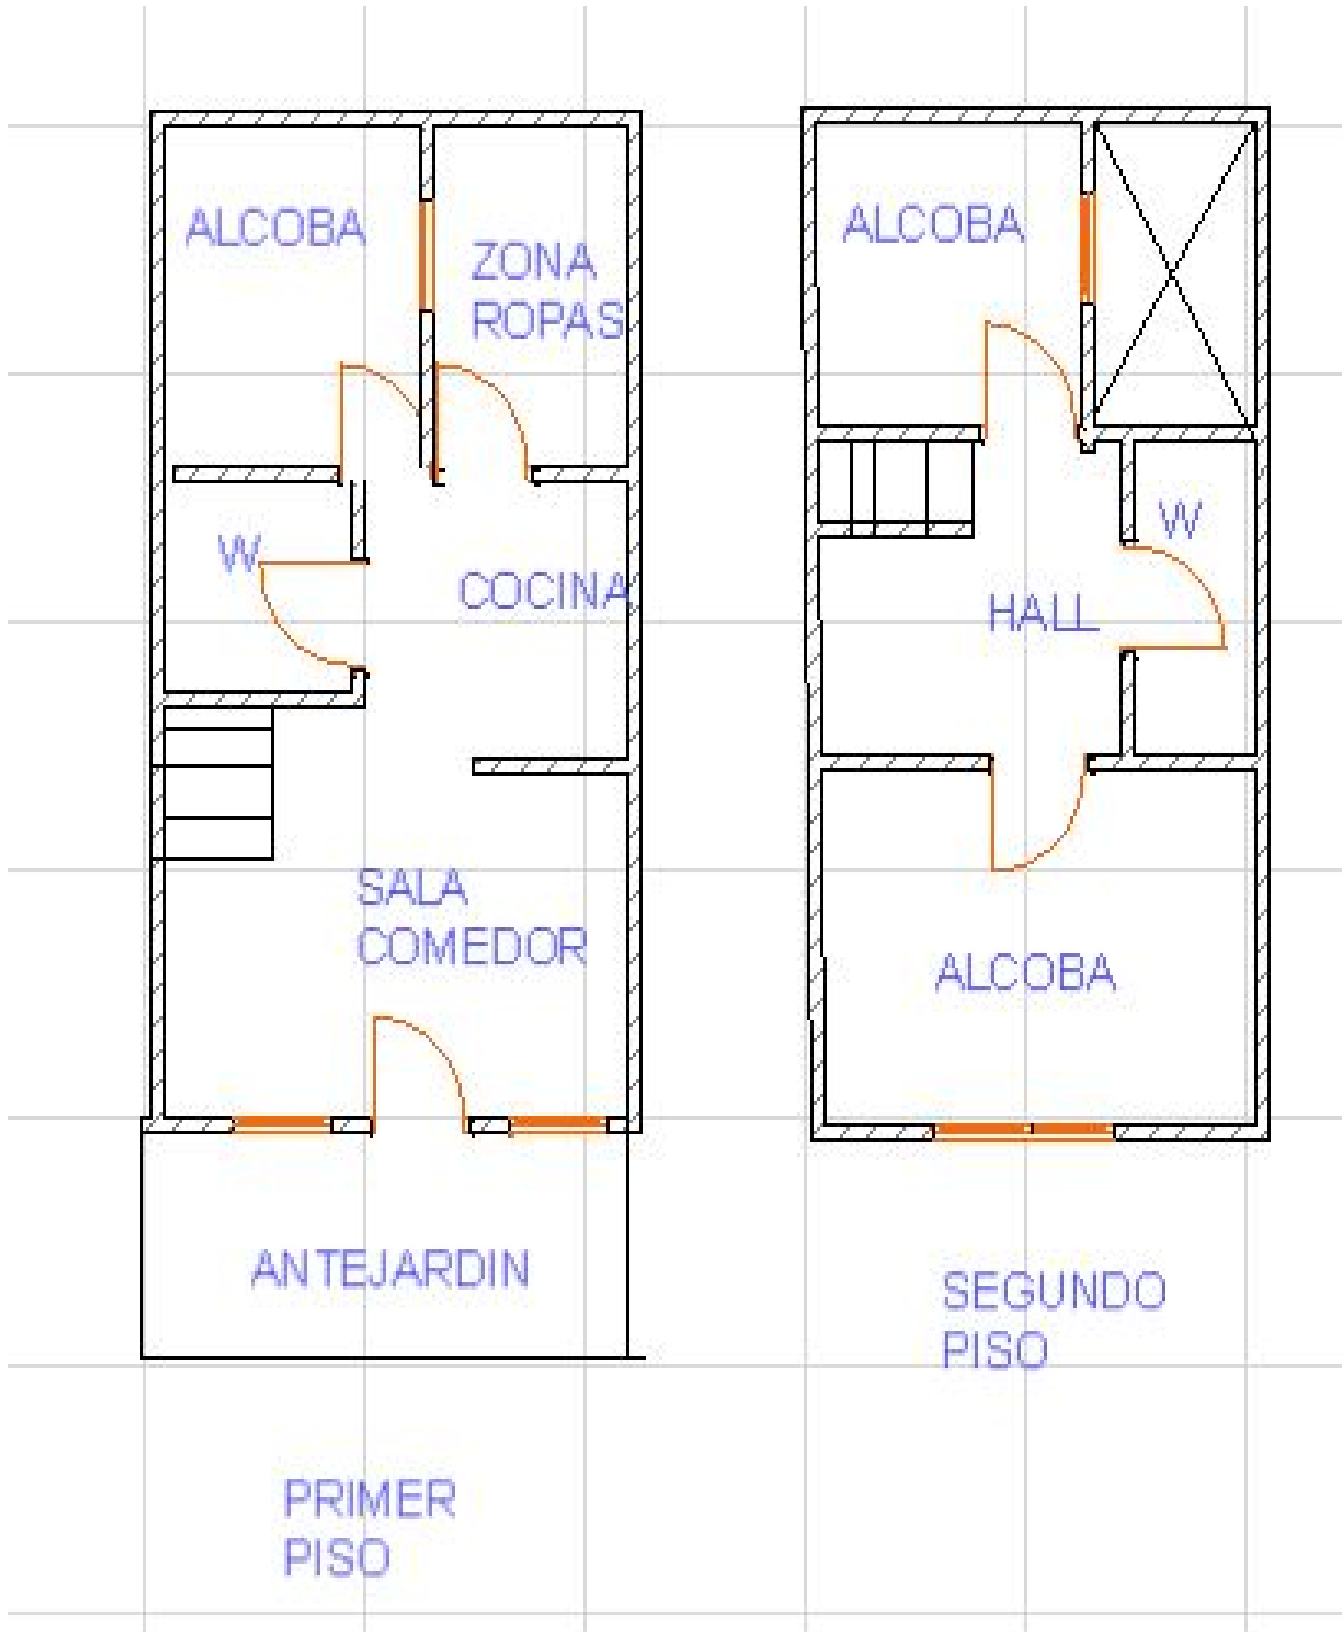 ALCOBA
ZONA
ROPAS
W
COCINA
SALA
COMEDOR
ANTEJARDIN
PRIMER
PISO
ALCOBA
W
HALL
ALCOBA
SEGUNDO
PISO